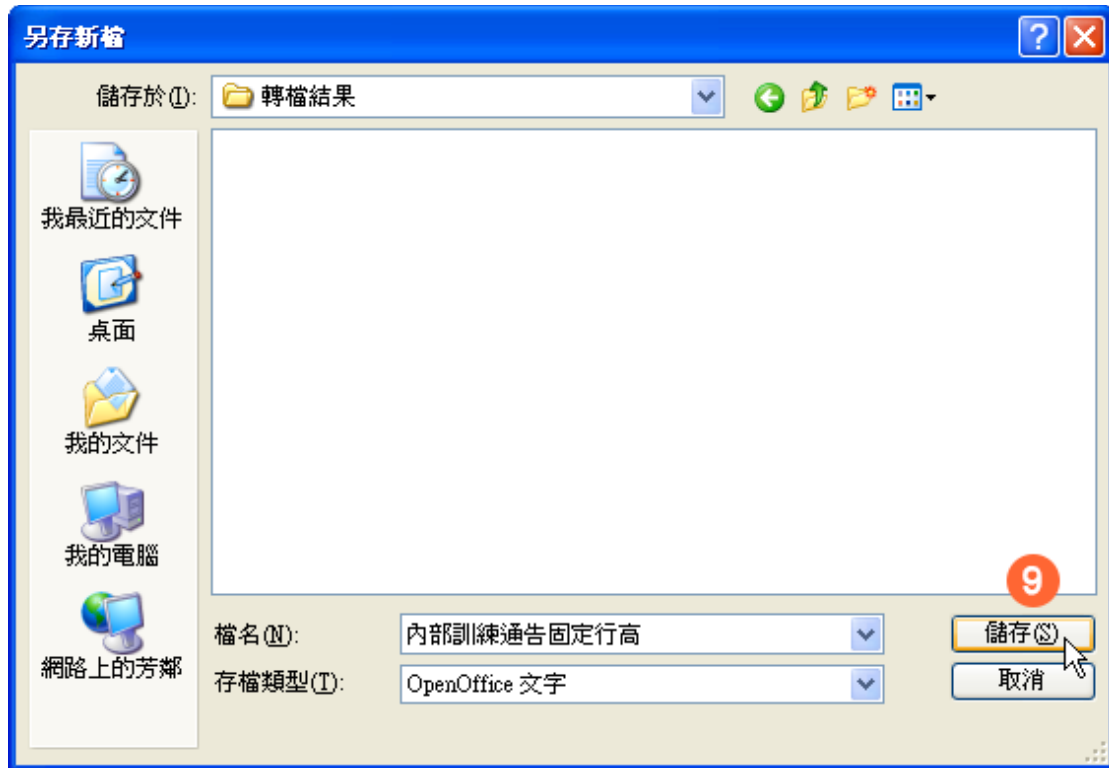 另存新檔
儲存於(I): 轉檔結果
我最近的文件
桌面
我的文件
我的電腦
網路上的芳鄰
9
檔名(N): 內部訓練通告固定行高 儲存(S)
存檔類型(T): OpenOffice 文字 取消